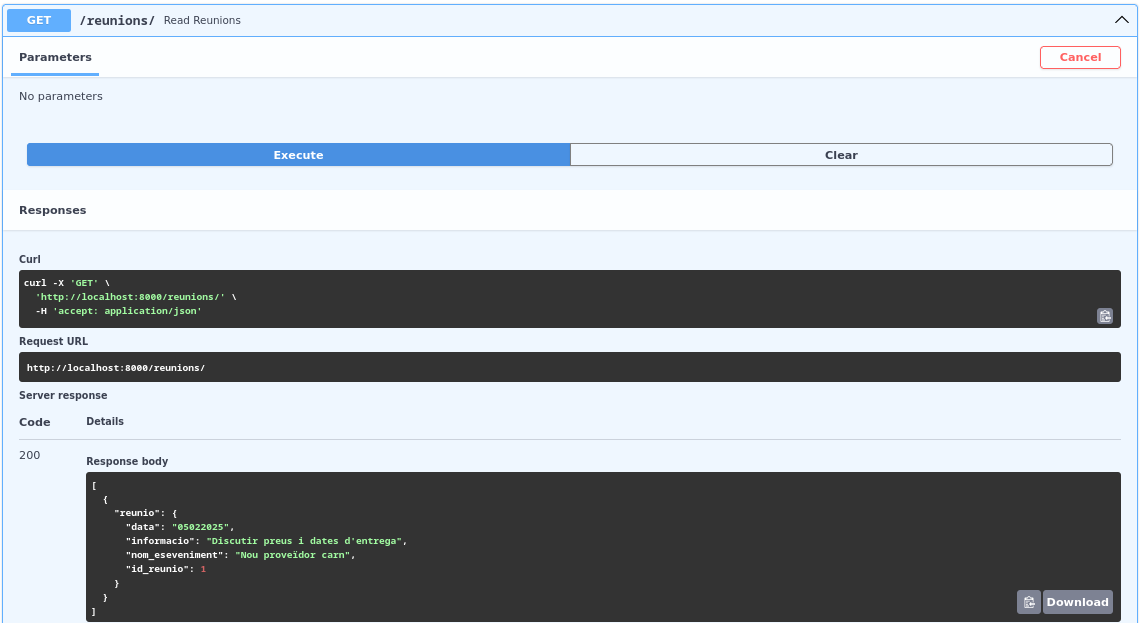 GET /reunions/ Read Reunions
Parameters
Cancel
No parameters
Execute
Clear
Responses
Curl
curl -X 'GET' \
  'http://localhost:8000/reunions/' \
  -H 'accept: application/json'
Request URL
http://localhost:8000/reunions/
Server response
Code Details
200
Response body
[
  {
    "reunio": {
      "data": "05022025",
      "informacio": "Discutir preus i dates d'entrega",
      "nom_eseveniment": "Nou proveïdor carn",
      "id_reunio": 1
    }
  }
]
Download